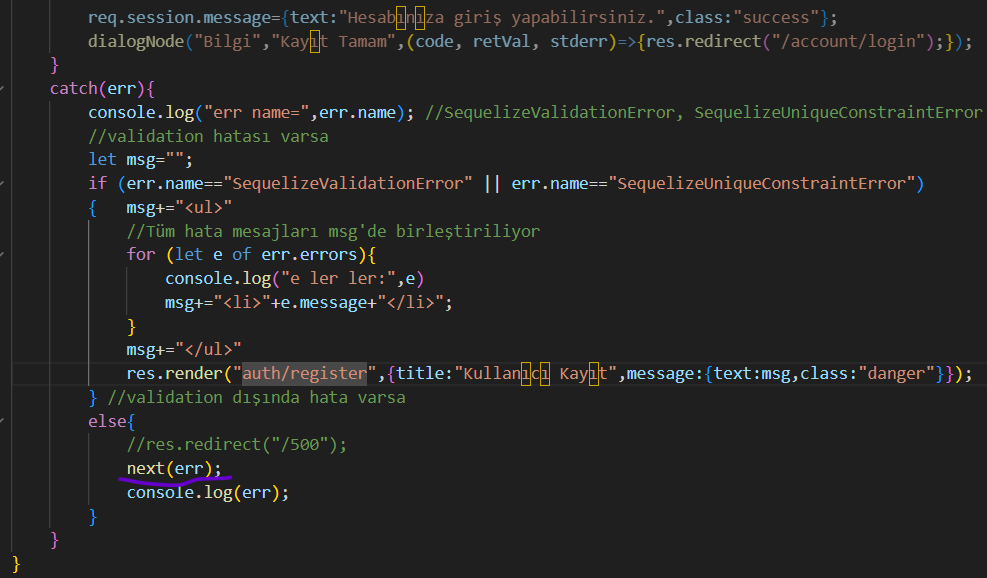 req.session.message={text:"Hesabınıza giriş yapabilirsiniz.",class:"success"};
dialogNode("Bilgi","Kayıt Tamam",(code, retVal, stderr)=>{res.redirect("/account/login");});
}
catch(err){
console.log("err name=",err.name); //SequelizeValidationError, SequelizeUniqueConstraintError
//validation hatası varsa
let msg="";
if (err.name=="SequelizeValidationError" || err.name=="SequelizeUniqueConstraintError")
{   msg+="<ul>"
//Tüm hata mesajları msg'de birleştiriliyor
for (let e of err.errors){
console.log("e ler ler:",e)
msg+="<li>"+e.message+"</li>";
}
msg+="</ul>"
res.render("auth/register",{title:"Kullanıcı Kayıt",message:{text:msg,class:"danger"}});
} //validation dışında hata varsa
else{
//res.redirect("/500");
next(err);
console.log(err);
}
}
}